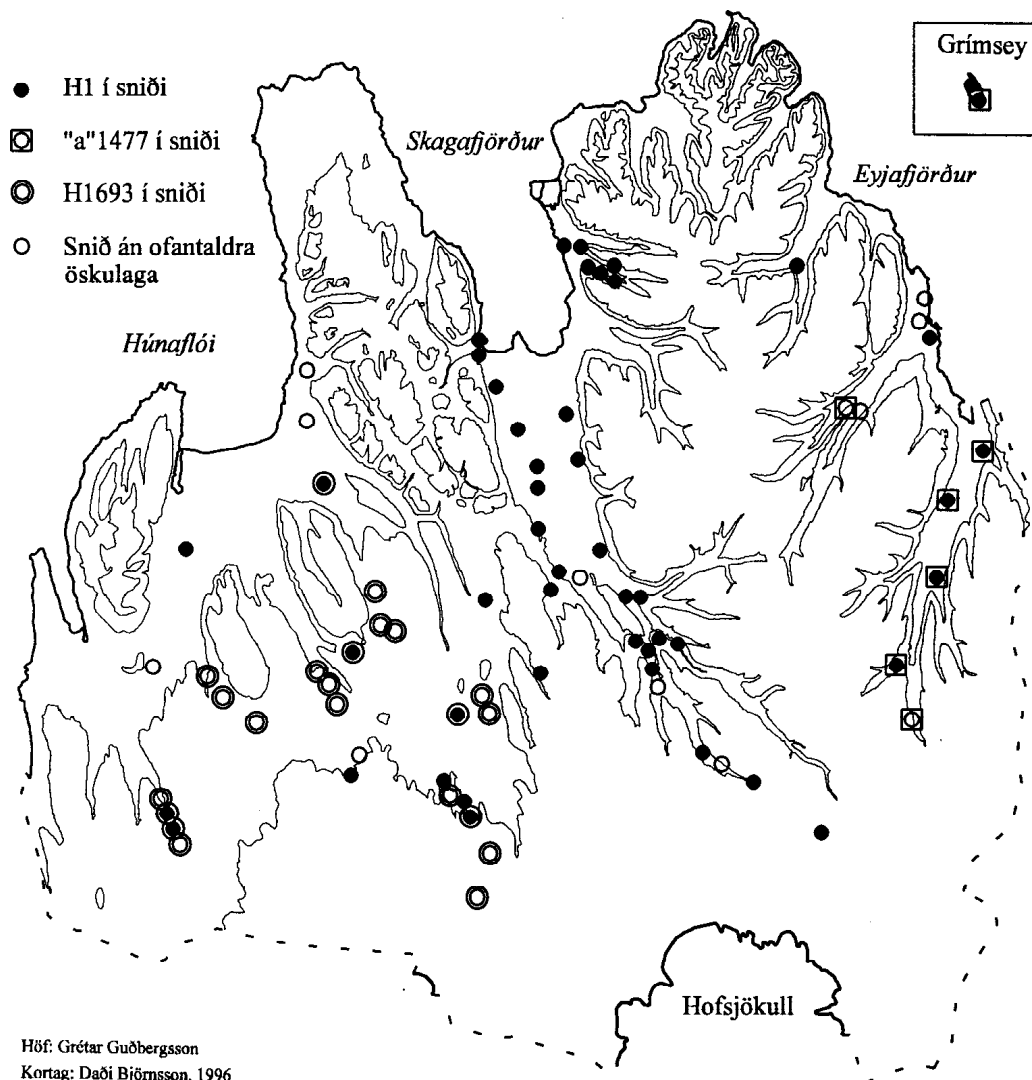 Grímsey
H1 í sniði
"a"1477 í sniði
H1693 í sniði
Snið án ofantaldra
öskulaga
Skagafjörður
Eyjafjörður
Húnaflói
Hofsjökull
Höf: Grétar Guðbergsson
Kortag: Daði Björnsson, 1996